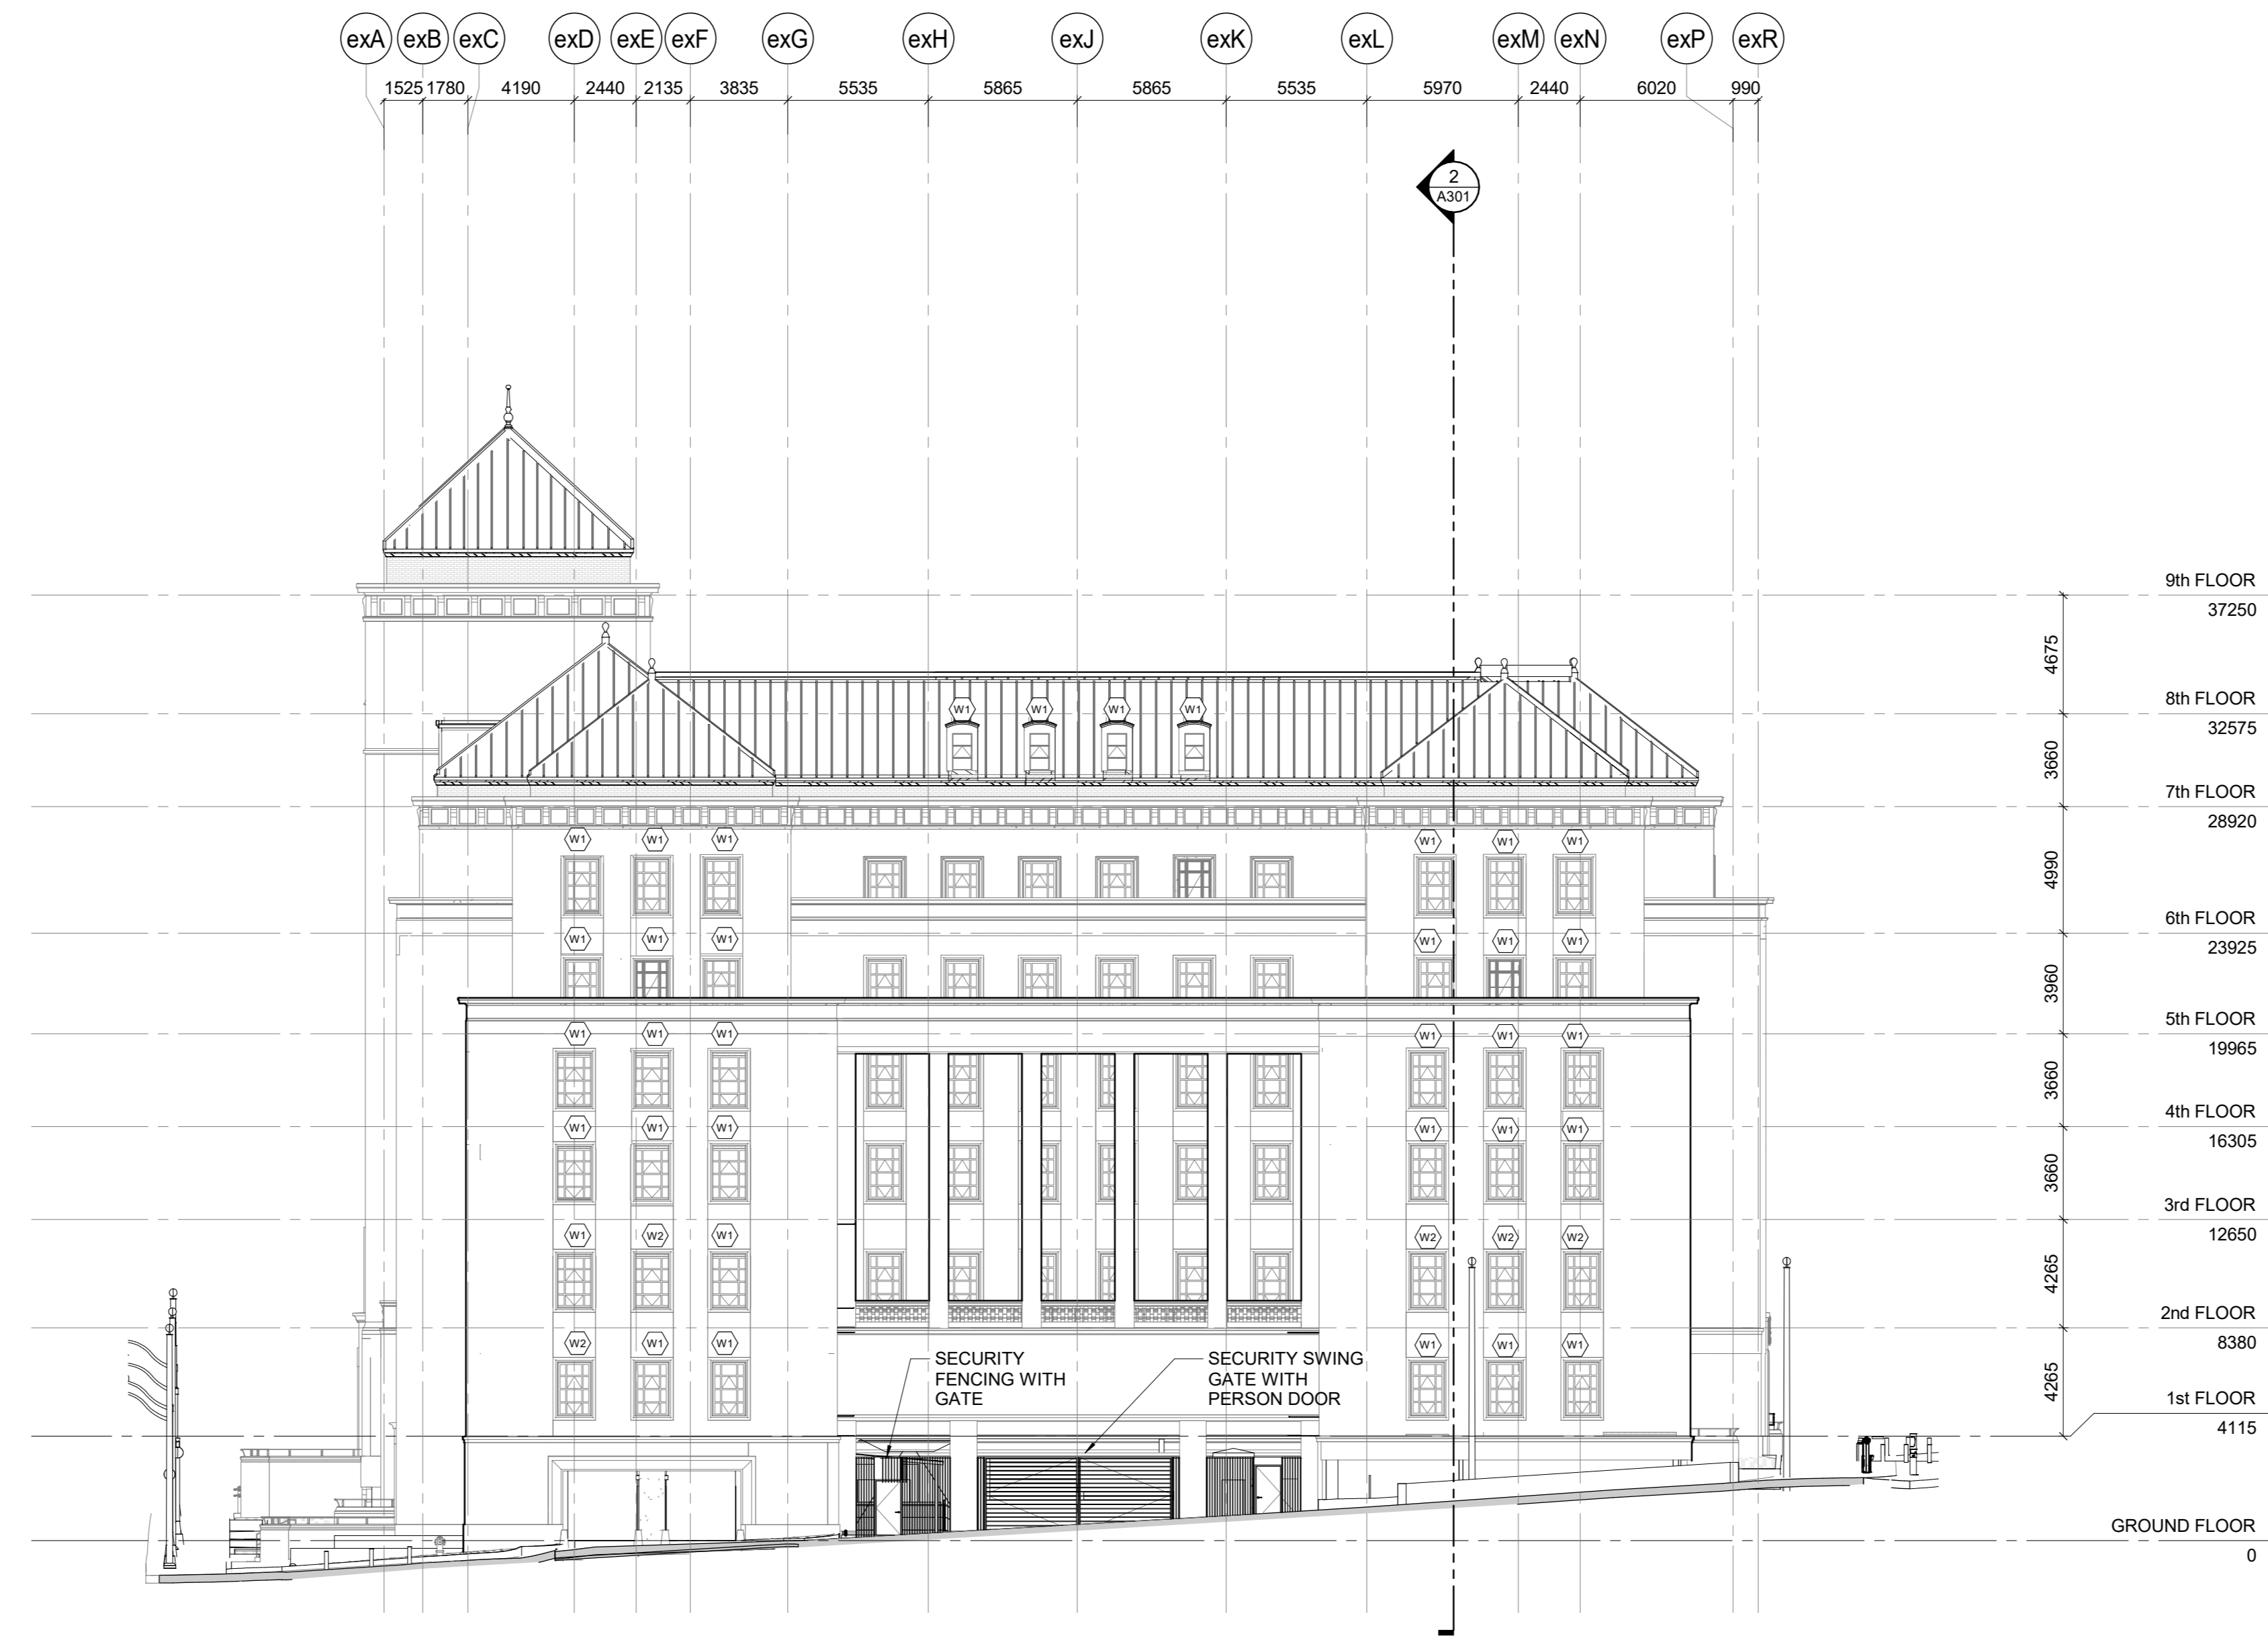 exA exB exC exD exE exF exG exH exJ exK exL exM exN exP exR
1525 1780 4190 2440 2135 3835 5535 5865 5865 5535 5970 2440 6020 990
2
A301
9th FLOOR
37250
4675
8th FLOOR
W1 W1 W1 W1
32575
3660
7th FLOOR
28920
W1 W1 W1 W1 W1 W1
4990
6th FLOOR
W1 W1 W1 W1 W1 W1
23925
3960
5th FLOOR
W1 W1 W1 W1 W1 W1
19965
3660
4th FLOOR
W1 W1 W1 W1 W1 W1
16305
3660
3rd FLOOR
12650
W1 W2 W1 W2 W2 W2
4265
2nd FLOOR
8380
W2 W1 W1 W1 W1 W1
SECURITY
FENCING WITH
GATE
SECURITY SWING
GATE WITH
PERSON DOOR
4265
1st FLOOR
4115
GROUND FLOOR
0